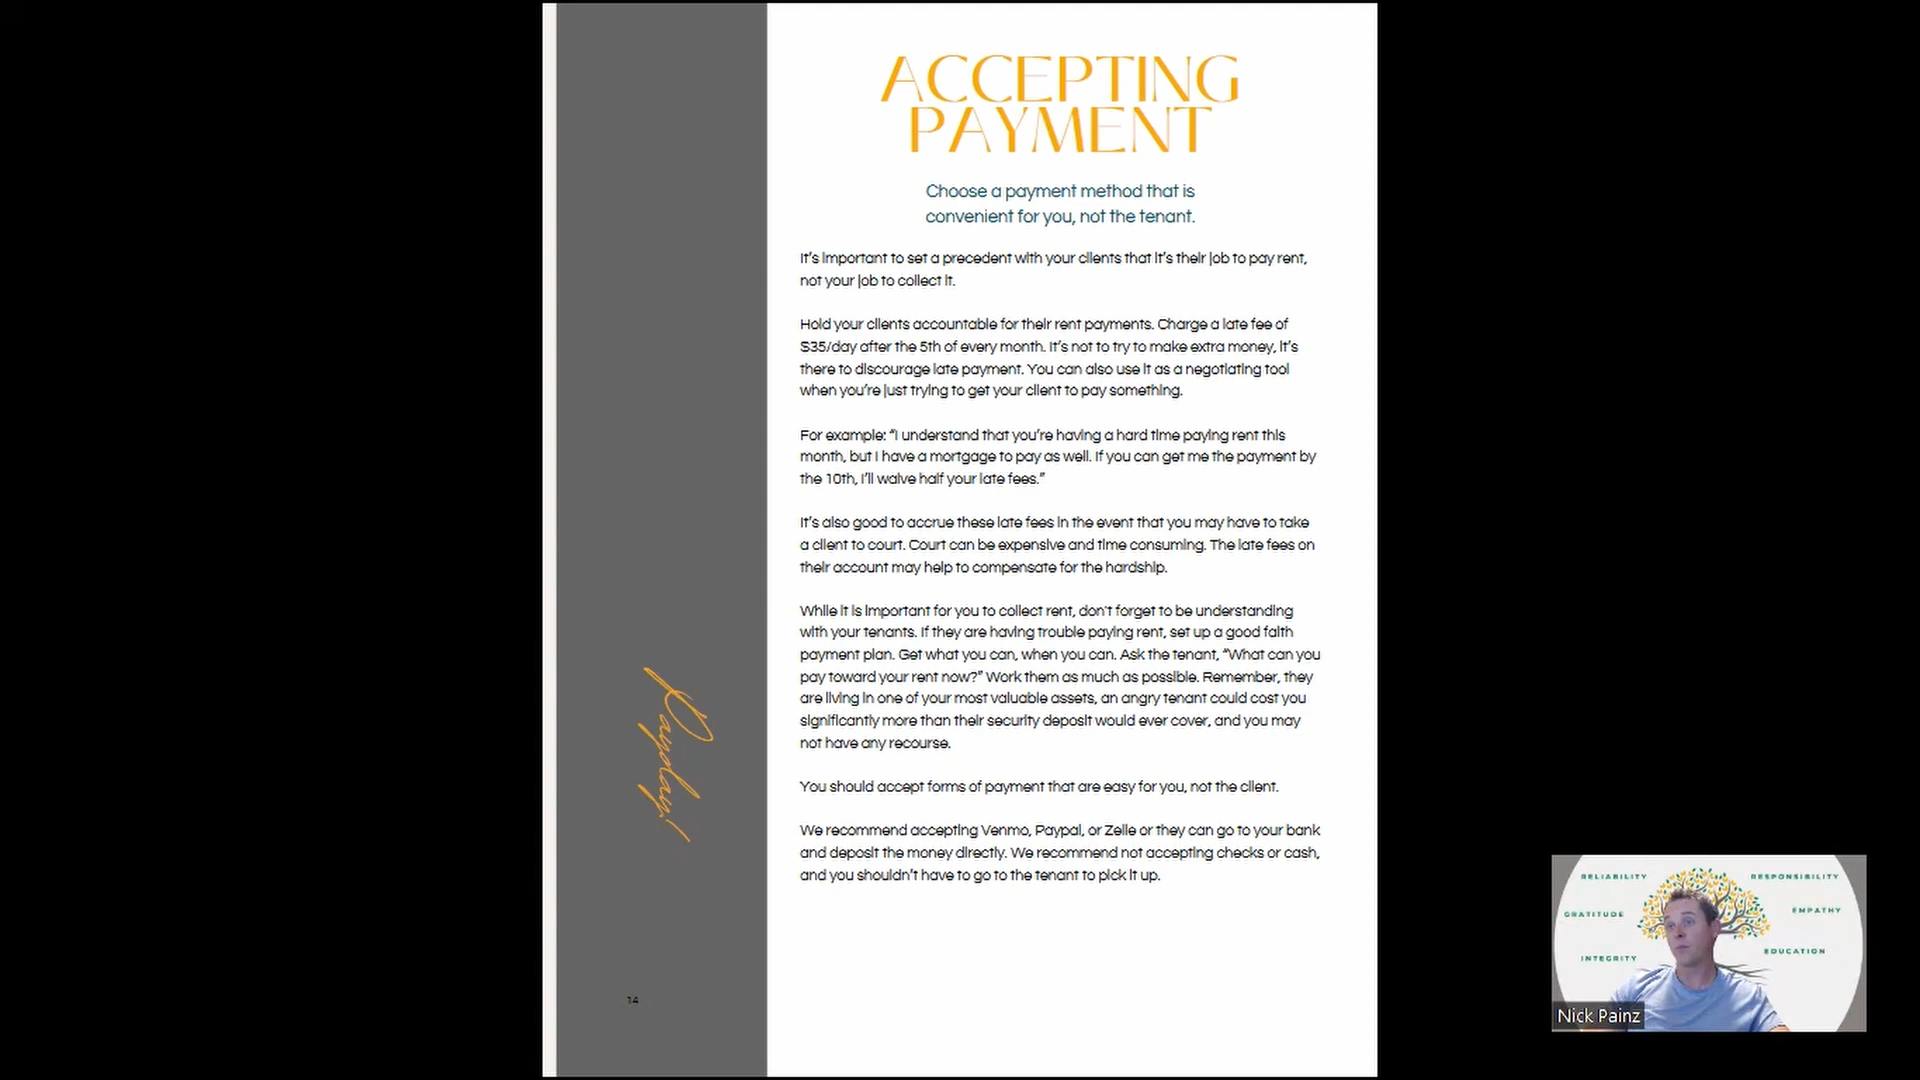 ACCEPTING
PAYMENT
Choose a payment method that is
convenient for you, not the tenant.
It's important to set a precedent with your clients that it's their job to pay rent,
not your job to collect it.
Hold your clients accountable for their rent payments. Charge a late fee of
$35/day after the 5th of every month. It's not to try to make extra money, it's
there to discourage late payment. You can also use it as a negotiating tool
when you're just trying to get your client to pay something.
For example: “I understand that you're having a hard time paying rent this
month, but I have a mortgage to pay as well. If you can get me the payment by
the 10th, I'll waive half your late fees.”
It's also good to accrue these late fees in the event that you may have to take
a client to court. Court can be expensive and time consuming. The late fees on
their account may help to compensate for the hardship.
While it is important for you to collect rent, don't forget to be understanding
with your tenants. If they are having trouble paying rent, set up a good faith
payment plan. Get what you can, when you can. Ask the tenant, “What can you
pay toward your rent now?” Work them as much as possible. Remember, they
are living in one of your most valuable assets, an angry tenant could cost you
significantly more than their security deposit would ever cover, and you may
not have any recourse.
You should accept forms of payment that are easy for you, not the client.
We recommend accepting Venmo, Paypal, or Zelle or they can go to your bank
and deposit the money directly. We recommend not accepting checks or cash,
and you shouldn't have to go to the tenant to pick it up.
Payday!
14
RELIABILITY
RESPONSIBILITY
GRATITUDE
EMPATHY
INTEGRITY
EDUCATION
Nick Painz